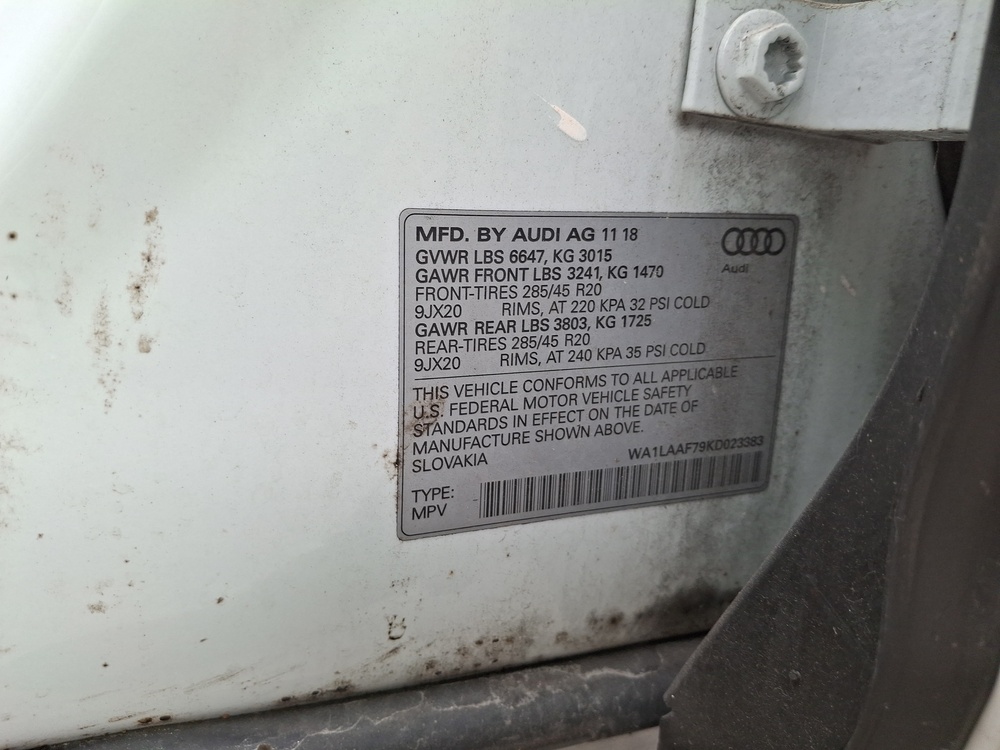 MFD. BY AUDI AG 11 18
GVWR LBS 6647, KG 3015
GAWR FRONT LBS 3241, KG 1470
FRONT-TIRES 285/45 R20
9JX20 RIMS, AT 220 KPA 32 PSI COLD
GAWR REAR LBS 3803, KG 1725
REAR-TIRES 285/45 R20
9JX20 RIMS, AT 240 KPA 35 PSI COLD
Audi
THIS VEHICLE CONFORMS TO ALL APPLICABLE
U.S. FEDERAL MOTOR VEHICLE SAFETY
STANDARDS IN EFFECT ON THE DATE OF
MANUFACTURE SHOWN ABOVE.
SLOVAKIA WA1LAAF79KD023383
TYPE:
MPV